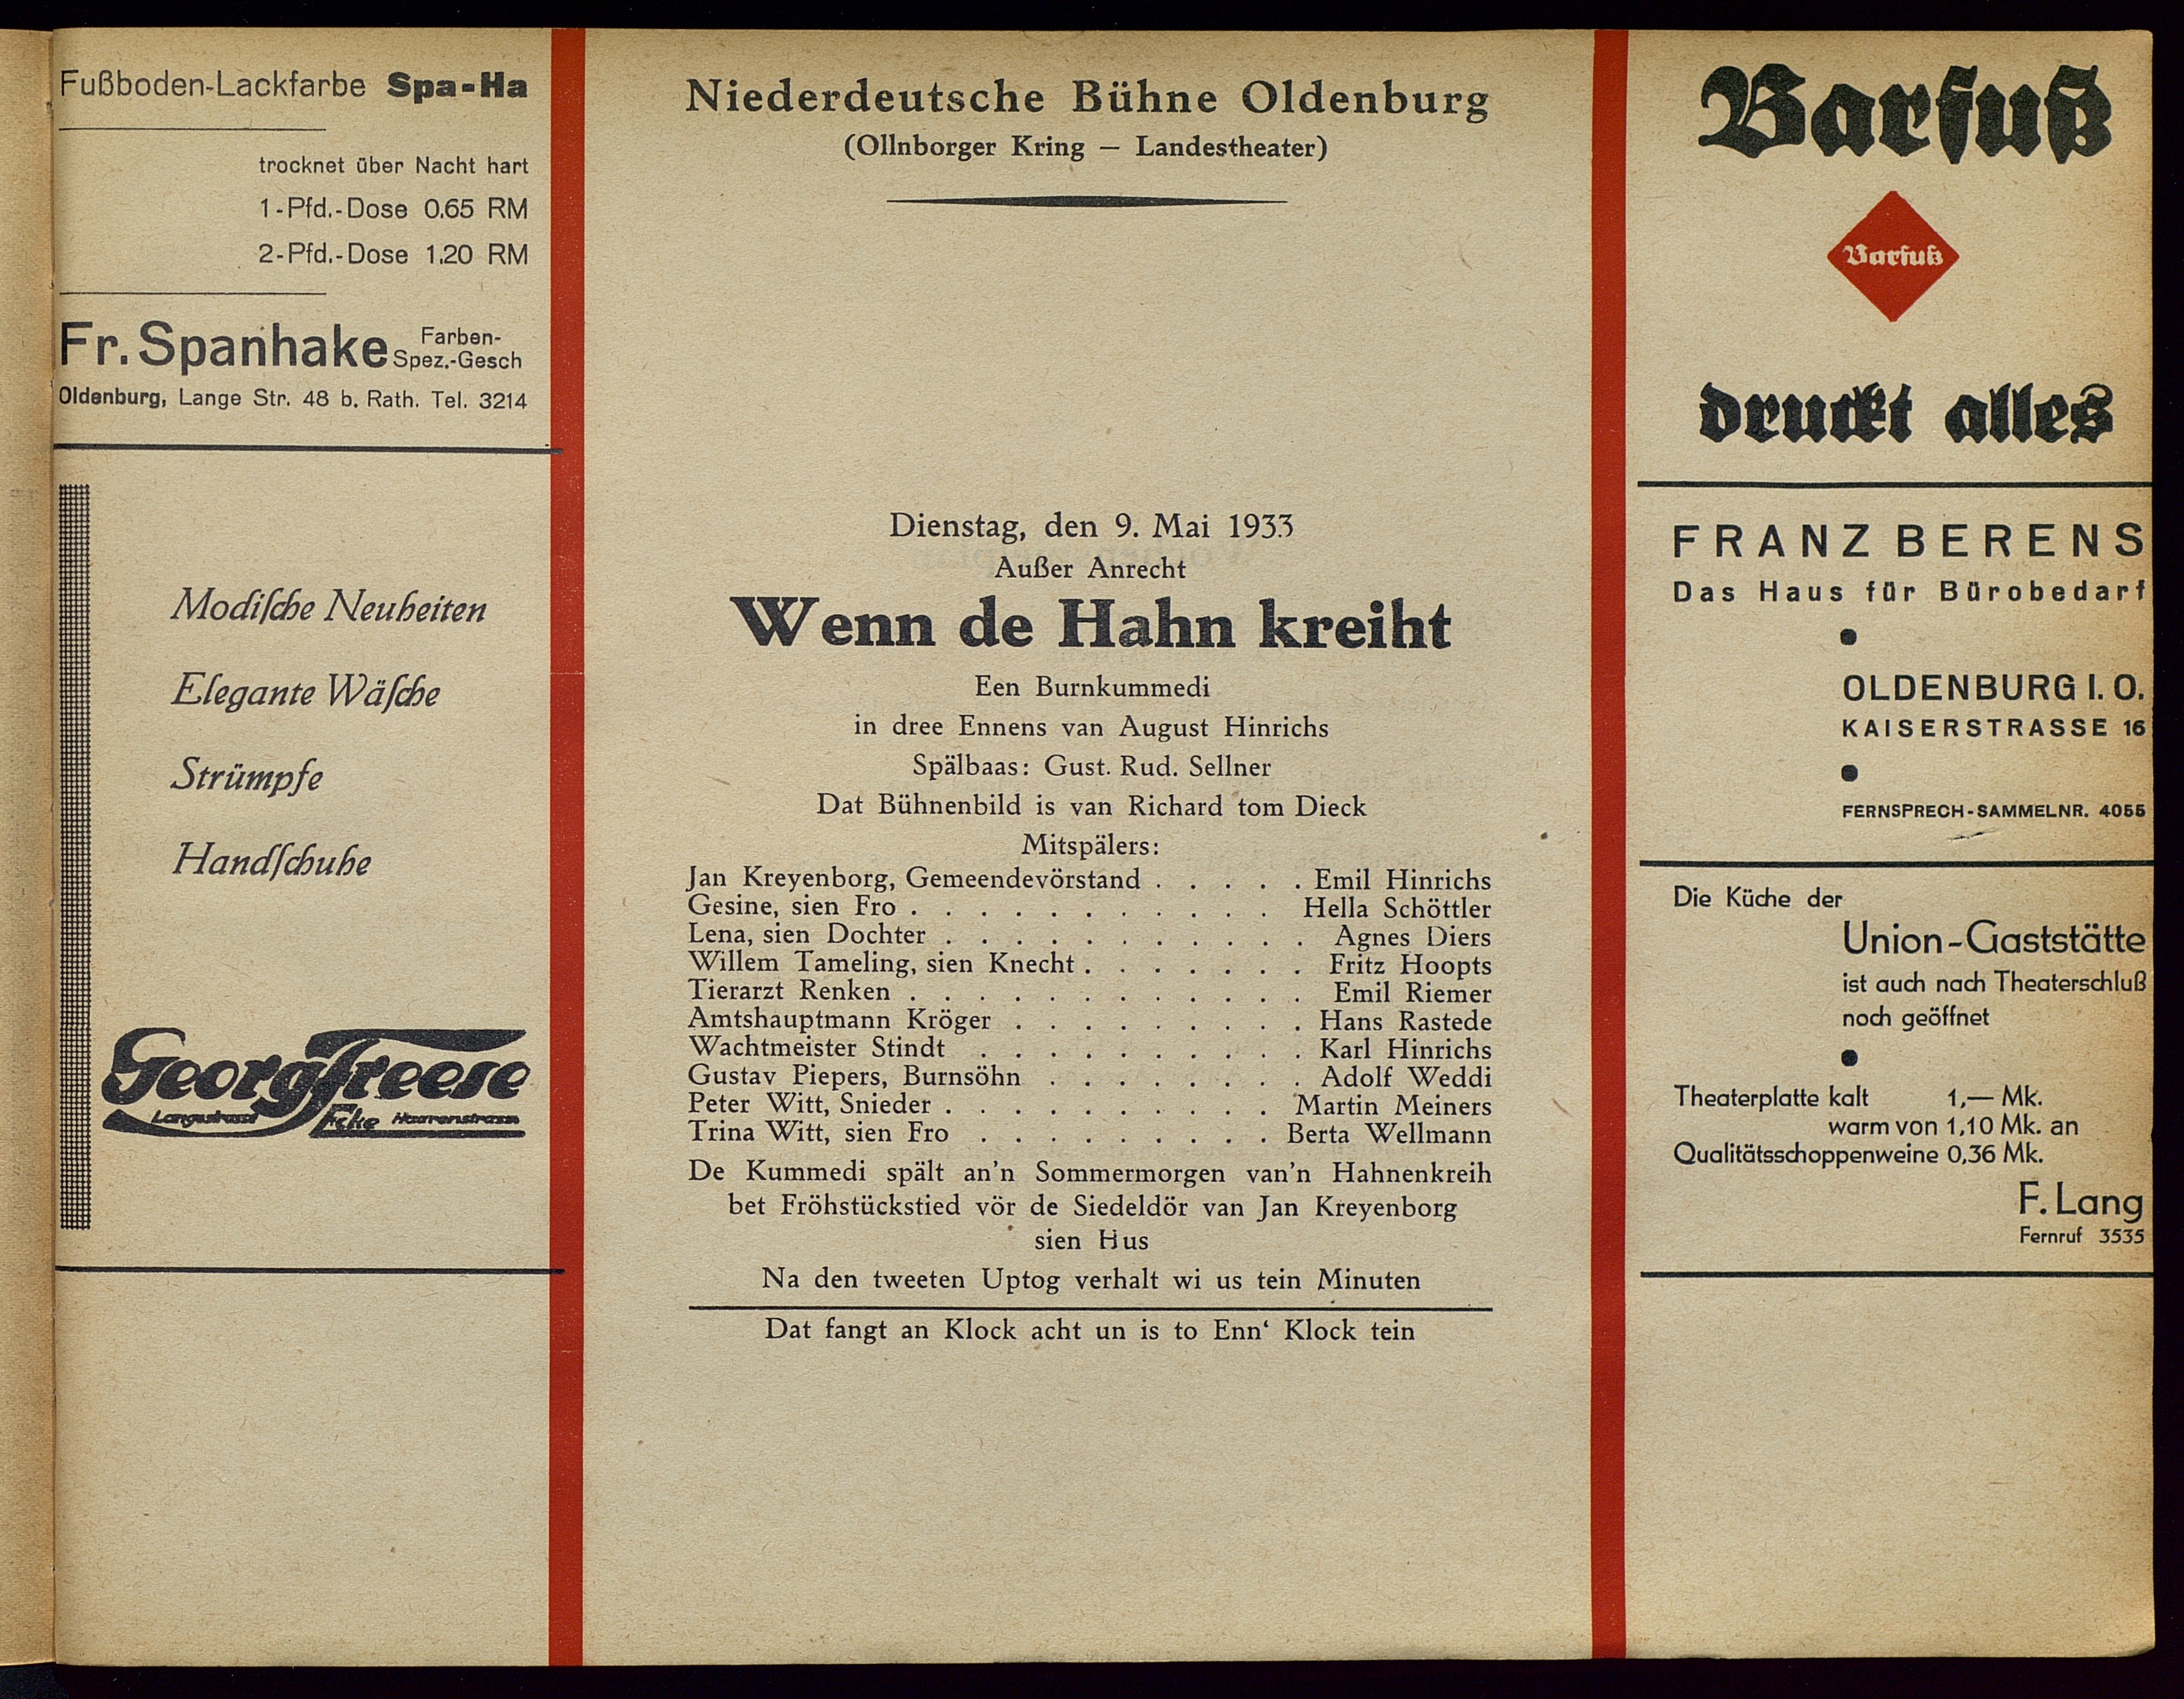 Fußboden-Lackfarbe Spa-Ha
trocknet über Nacht hart
1-Pfd.-Dose 0.65 RM
2-Pfd.-Dose 1.20 RM
Fr. Spanhake Farben-
Spez.-Gesch
Oldenburg, Lange Str. 48 b. Rath. Tel. 3214
Modiſche Neuheiten
Elegante Wäſche
Strümpfe
Handſchuhe
Georg Freese
Langestrasse Ecke Haarenstrasse
Niederdeutsche Bühne Oldenburg
(Ollnborger Kring — Landestheater)
Dienstag, den 9. Mai 1933
Außer Anrecht
Wenn de Hahn kreiht
Een Burnkummedi
in dree Ennens van August Hinrichs
Spälbaas: Gust. Rud. Sellner
Dat Bühnenbild is van Richard tom Dieck
Mitspälers:
Jan Kreyenborg, Gemeendevörstand . . . . . Emil Hinrichs
Gesine, sien Fro . . . . . . . . . . . Hella Schöttler
Lena, sien Dochter . . . . . . . . . . . Agnes Diers
Willem Tameling, sien Knecht . . . . . . . Fritz Hoopts
Tierarzt Renken . . . . . . . . . . . . Emil Riemer
Amtshauptmann Kröger . . . . . . . . . Hans Rastede
Wachtmeister Stindt . . . . . . . . . . Karl Hinrichs
Gustav Piepers, Burnsöhn . . . . . . . . Adolf Weddi
Peter Witt, Snieder . . . . . . . . . . Martin Meiners
Trina Witt, sien Fro . . . . . . . . . Berta Wellmann
De Kummedi spält an'n Sommermorgen van'n Hahnenkreih
bet Fröhstückstied vör de Siedeldör van Jan Kreyenborg
sien Hus
Na den tweeten Uptog verhalt wi us tein Minuten
Dat fangt an Klock acht un is to Enn‘ Klock tein
Barfuß
Barfuß
druckt alles
FRANZ BERENS
Das Haus für Bürobedarf
OLDENBURG I. O.
KAISERSTRASSE 16
FERNSPRECH-SAMMELNR. 4055
Die Küche der
Union-Gaststätte
ist auch nach Theaterschluß
noch geöffnet
Theaterplatte kalt 1,— Mk.
warm von 1,10 Mk. an
Qualitätsschoppenweine 0,36 Mk.
F. Lang
Fernruf 3535